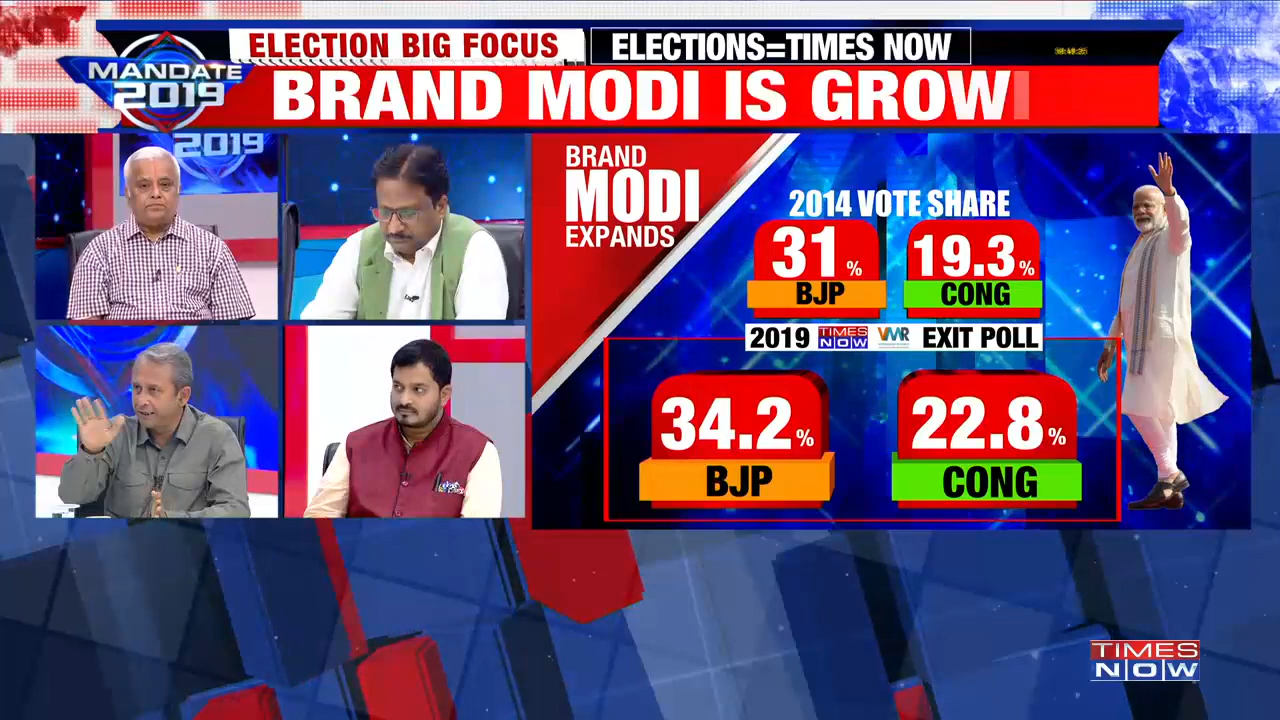 ELECTION BIG FOCUS
ELECTIONS=TIMES NOW
MANDATE
2019
BRAND MODI IS GROW
2019
BRAND
MODI
EXPANDS
2014 VOTE SHARE
31%
19.3%
BJP
CONG
2019 TIMES NOW VMR EXIT POLL
34.2%
22.8%
BJP
CONG
TIMES
NOW